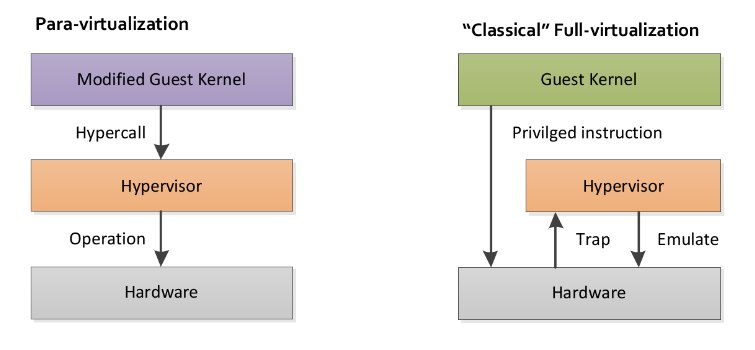 Para-virtualization
Modified Guest Kernel
Hypercall
Hypervisor
Operation
Hardware
“Classical” Full-virtualization
Guest Kernel
Privilged instruction
Hypervisor
Trap
Emulate
Hardware